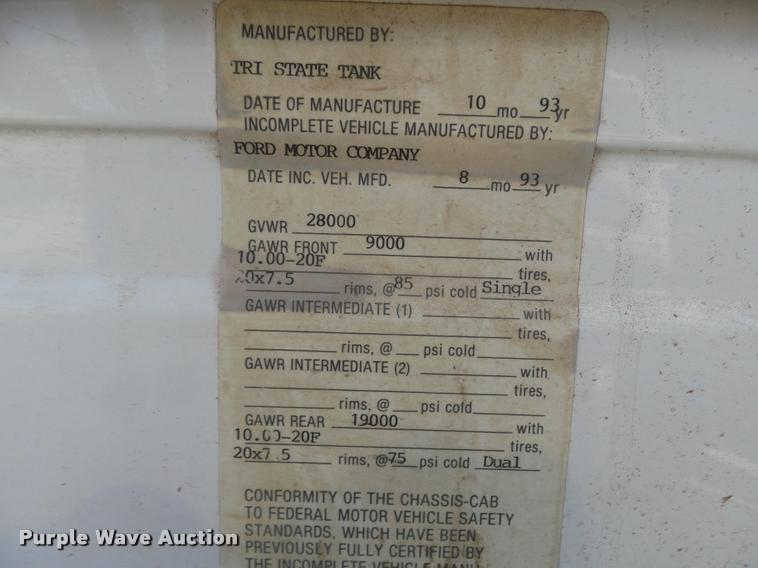 MANUFACTURED BY:
TRI STATE TANK
DATE OF MANUFACTURE 10 mo 93 yr
INCOMPLETE VEHICLE MANUFACTURED BY:
FORD MOTOR COMPANY
DATE INC. VEH. MFD. 8 mo 93 yr
GVWR 28000
GAWR FRONT 9000 with
10.00-20F tires,
20x7.5 rims, @85 psi cold Single
GAWR INTERMEDIATE (1) with
tires,
rims, @ psi cold
GAWR INTERMEDIATE (2) with
tires,
rims, @ psi cold
GAWR REAR 19000 with
10.00-20F tires,
20x7.5 rims, @75 psi cold Dual
CONFORMITY OF THE CHASSIS-CAB
TO FEDERAL MOTOR VEHICLE SAFETY
STANDARDS, WHICH HAVE BEEN
PREVIOUSLY FULLY CERTIFIED BY
THE INCOMPLETE VEHICLE MANU
Purple Wave Auction